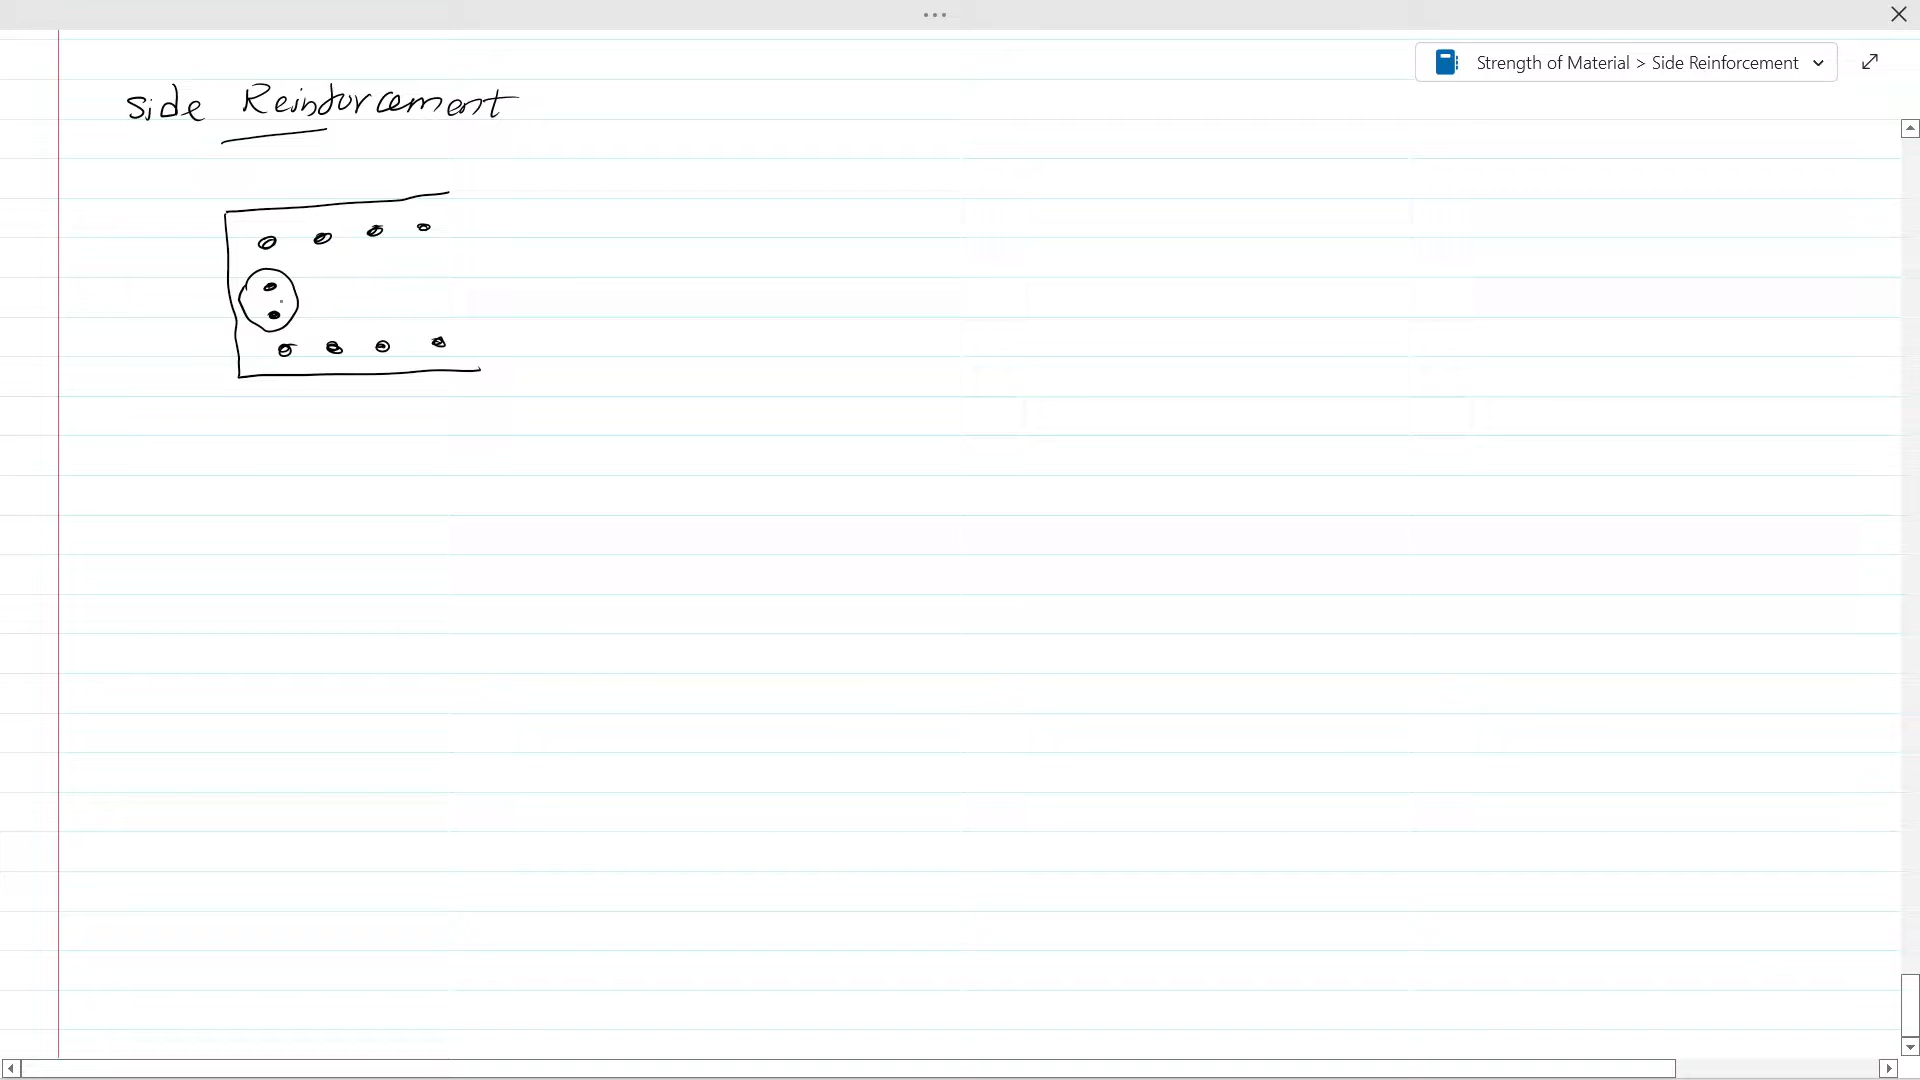 Strength of Material > Side Reinforcement
Side Reinforcement